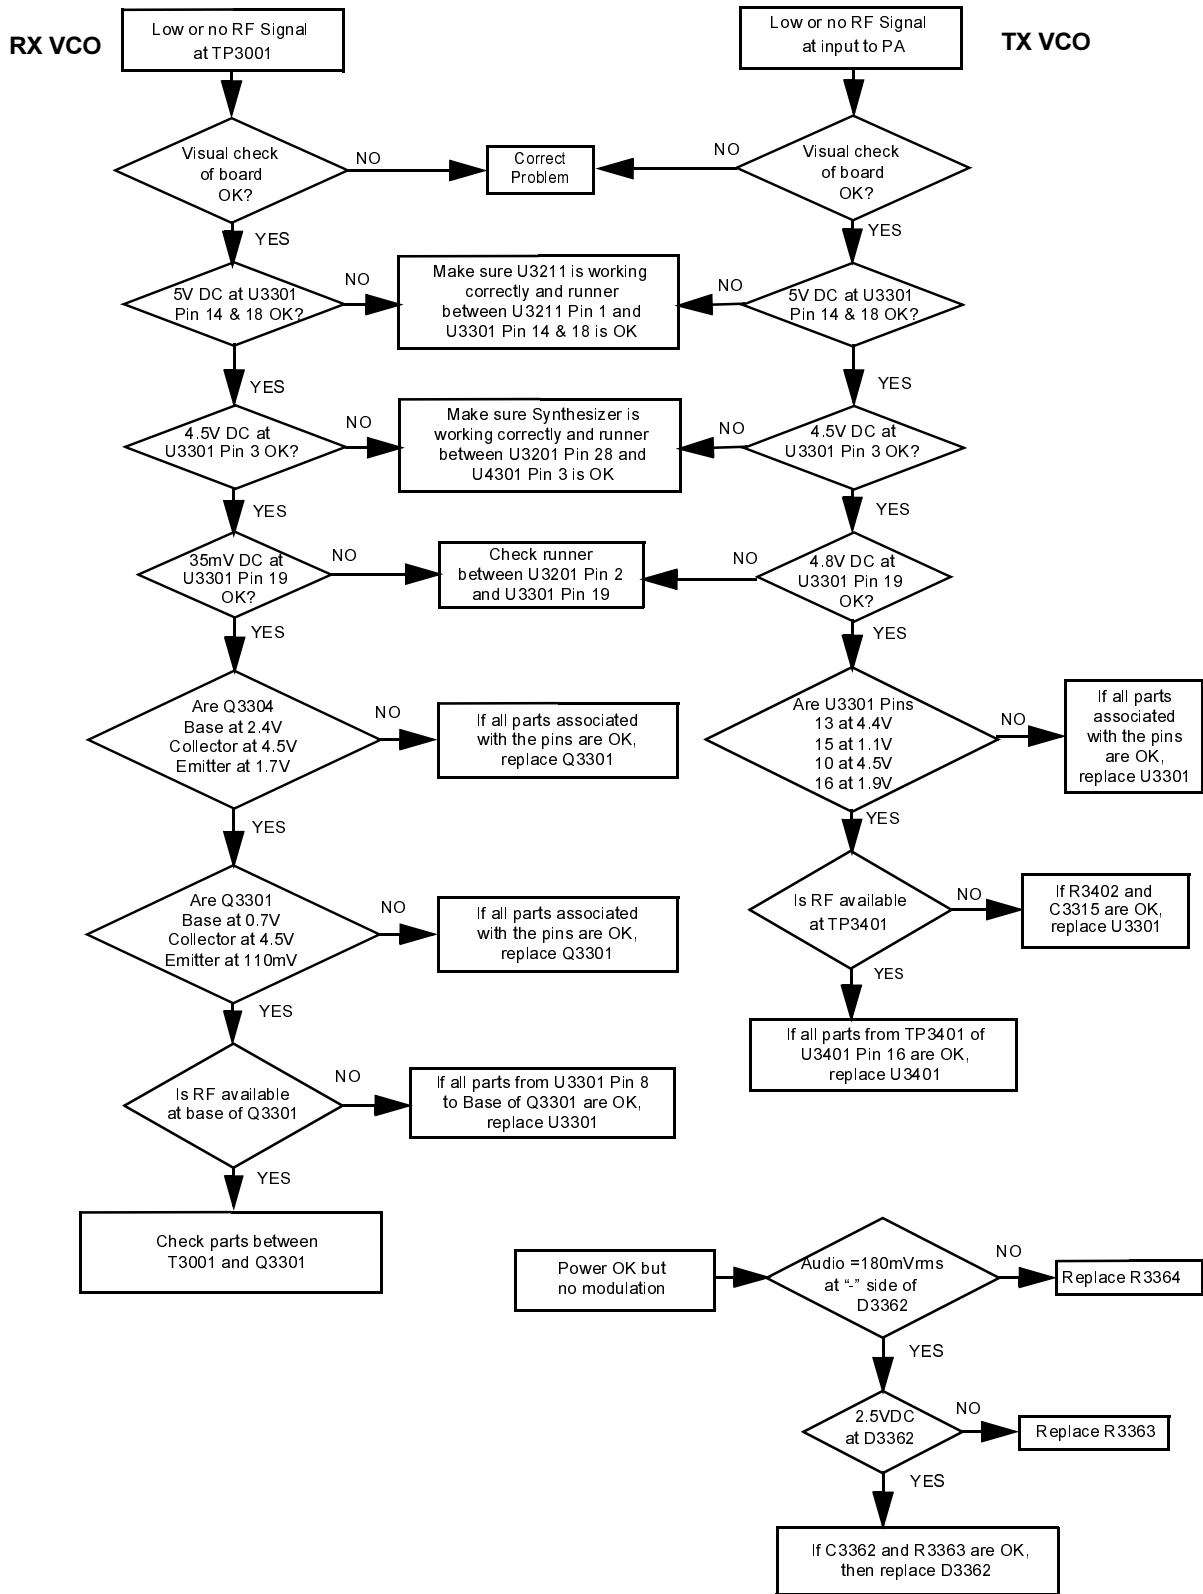 RX VCO
Low or no RF Signal
at TP3001
Visual check
of board
OK?
NO
Correct
Problem
YES
5V DC at U3301
Pin 14 & 18 OK?
NO
Make sure U3211 is working
correctly and runner
between U3211 Pin 1 and
U3301 Pin 14 & 18 is OK
YES
4.5V DC at
U3301 Pin 3 OK?
NO
Make sure Synthesizer is
working correctly and runner
between U3201 Pin 28 and
U4301 Pin 3 is OK
YES
35mV DC at
U3301 Pin 19
OK?
NO
Check runner
between U3201 Pin 2
and U3301 Pin 19
YES
Are Q3304
Base at 2.4V
Collector at 4.5V
Emitter at 1.7V
NO
If all parts associated
with the pins are OK,
replace Q3301
YES
Are Q3301
Base at 0.7V
Collector at 4.5V
Emitter at 110mV
NO
If all parts associated
with the pins are OK,
replace Q3301
YES
Is RF available
at base of Q3301
NO
If all parts from U3301 Pin 8
to Base of Q3301 are OK,
replace U3301
YES
Check parts between
T3001 and Q3301
TX VCO
Low or no RF Signal
at input to PA
Visual check
of board
OK?
NO
YES
5V DC at U3301
Pin 14 & 18 OK?
NO
YES
4.5V DC at
U3301 Pin 3 OK?
NO
YES
4.8V DC at
U3301 Pin 19
OK?
NO
YES
Are U3301 Pins
13 at 4.4V
15 at 1.1V
10 at 4.5V
16 at 1.9V
NO
If all parts
associated
with the pins
are OK,
replace U3301
YES
Is RF available
at TP3401
NO
If R3402 and
C3315 are OK,
replace U3301
YES
If all parts from TP3401 of
U3401 Pin 16 are OK,
replace U3401
Power OK but
no modulation
Audio =180mVrms
at “-” side of
D3362
NO
Replace R3364
YES
2.5VDC
at D3362
NO
Replace R3363
YES
If C3362 and R3363 are OK,
then replace D3362